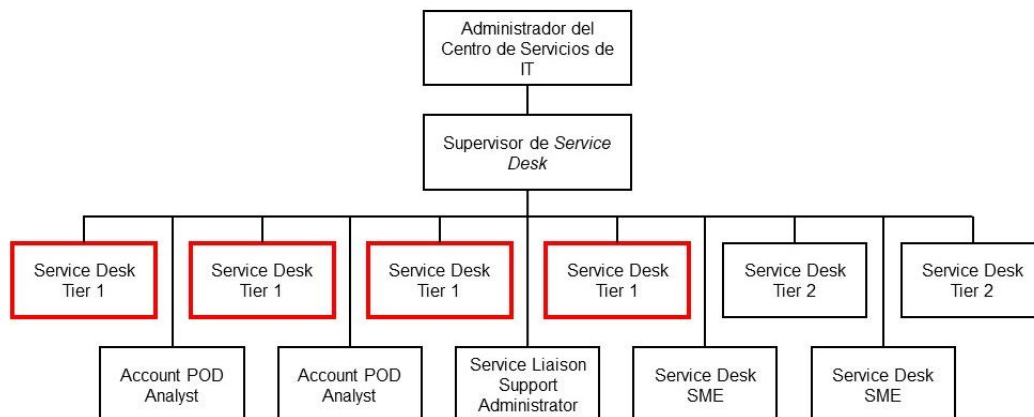 Administrador del
Centro de Servicios de
IT
Supervisor de Service
Desk
Service Desk
Tier 1
Service Desk
Tier 1
Service Desk
Tier 1
Service Desk
Tier 1
Service Desk
Tier 2
Service Desk
Tier 2
Account POD
Analyst
Account POD
Analyst
Service Liaison
Support
Administrator
Service Desk
SME
Service Desk
SME